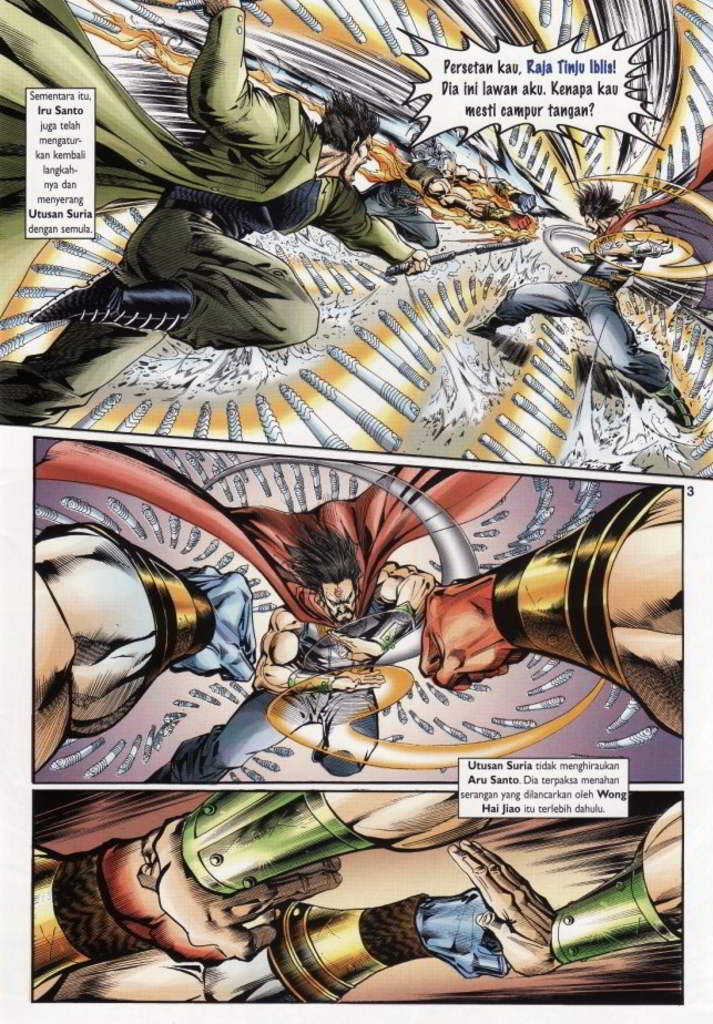 Persetan kau, Raja Tinju Iblis!
Dia ini lawan aku. Kenapa kau
mesti campur tangan?
Sementara itu,
Iru Santo
juga telah
mengatur-
kan kembali
langkah-
nya dan
menyerang
Utusan Suria
dengan semula.
3
Utusan Suria tidak menghiraukan
Aru Santo. Dia terpaksa menahan
serangan yang dilancarkan oleh Wong
Hai Jiao itu terlebih dahulu.